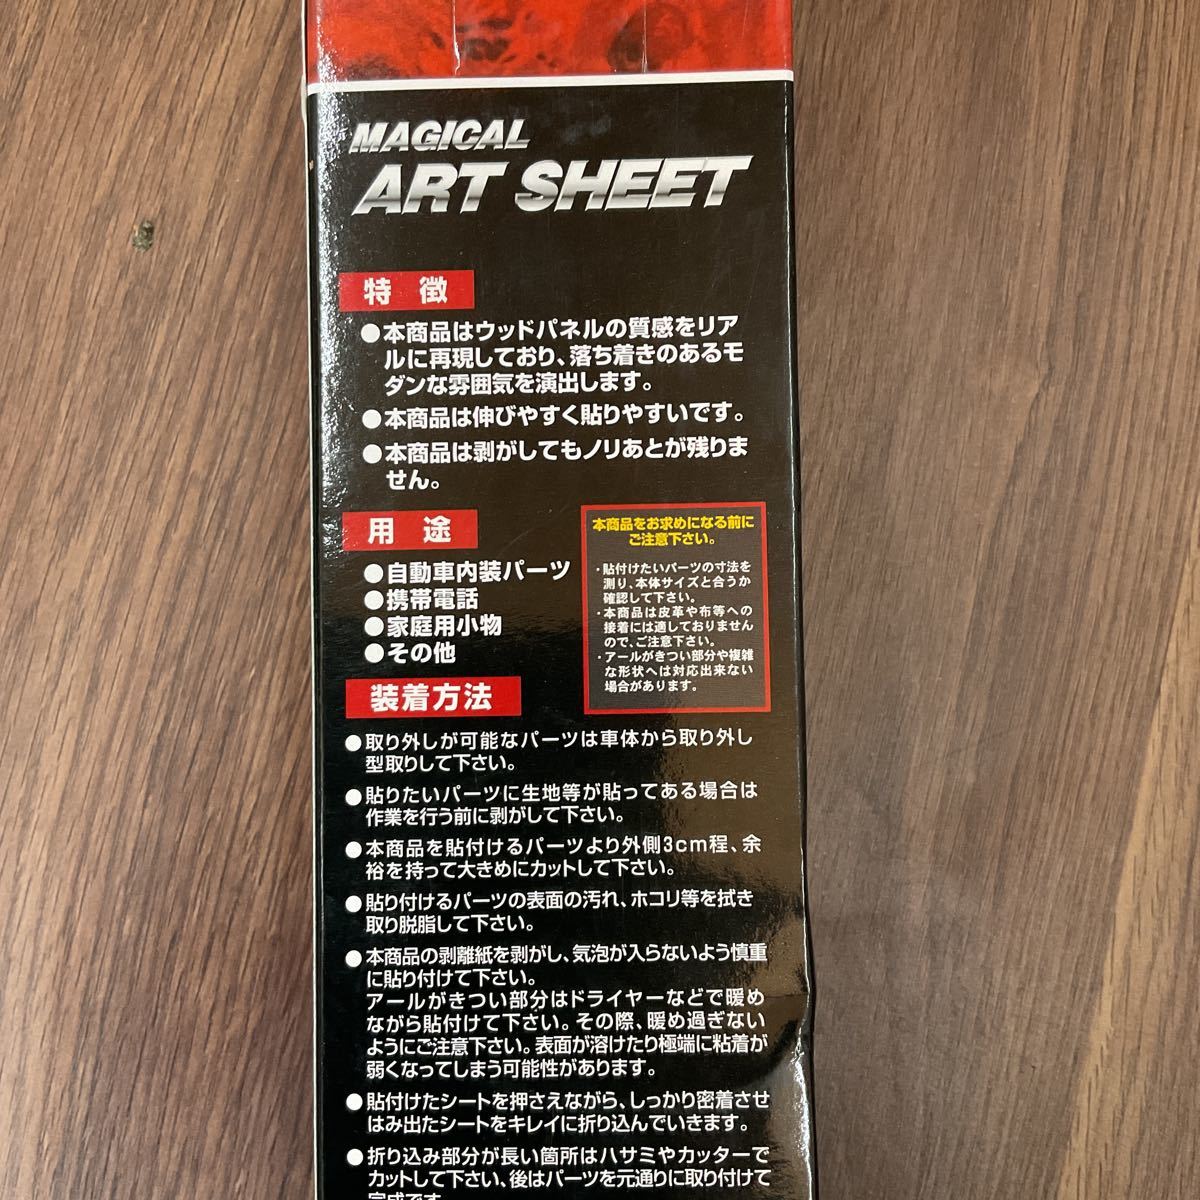 MAGICAL
ART SHEET
特 徴
●本商品はウッドパネルの質感をリア
ルに再現しており、落ち着きのあるモ
ダンな雰囲気を演出します。
●本商品は伸びやすく貼りやすいです。
●本商品は剥がしてもノリあとが残りま
せん。
用 途
●自動車内装パーツ
●携帯電話
●家庭用小物
●その他
本商品をお求めになる前に
ご注意下さい。
・貼付けたいパーツの寸法を
測り、本体サイズと合うか
確認して下さい。
・本商品は皮革や布等への
接着には適しておりません
ので、ご注意下さい。
・アールがきつい部分や複雑
な形状へは対応出来ない
場合があります。
装着方法
●取り外しが可能なパーツは車体から取り外し
型取りして下さい。
●貼りたいパーツに生地等が貼ってある場合は
作業を行う前に剥がして下さい。
●本商品を貼付けるパーツより外側3cm程、余
裕を持って大きめにカットして下さい。
●貼り付けるパーツの表面の汚れ、ホコリ等を拭き
取り脱脂して下さい。
●本商品の剥離紙を剥がし、気泡が入らないよう慎重
に貼り付けて下さい。
アールがきつい部分はドライヤーなどで暖め
ながら貼付けて下さい。その際、暖め過ぎない
ようにご注意下さい。表面が溶けたり極端に粘着が
弱くなってしまう可能性があります。
●貼付けたシートを押さえながら、しっかり密着させ
はみ出たシートをキレイに折り込んでいきます。
●折り込み部分が長い箇所はハサミやカッターで
カットして下さい、後はパーツを元通りに取り付けて
完成です